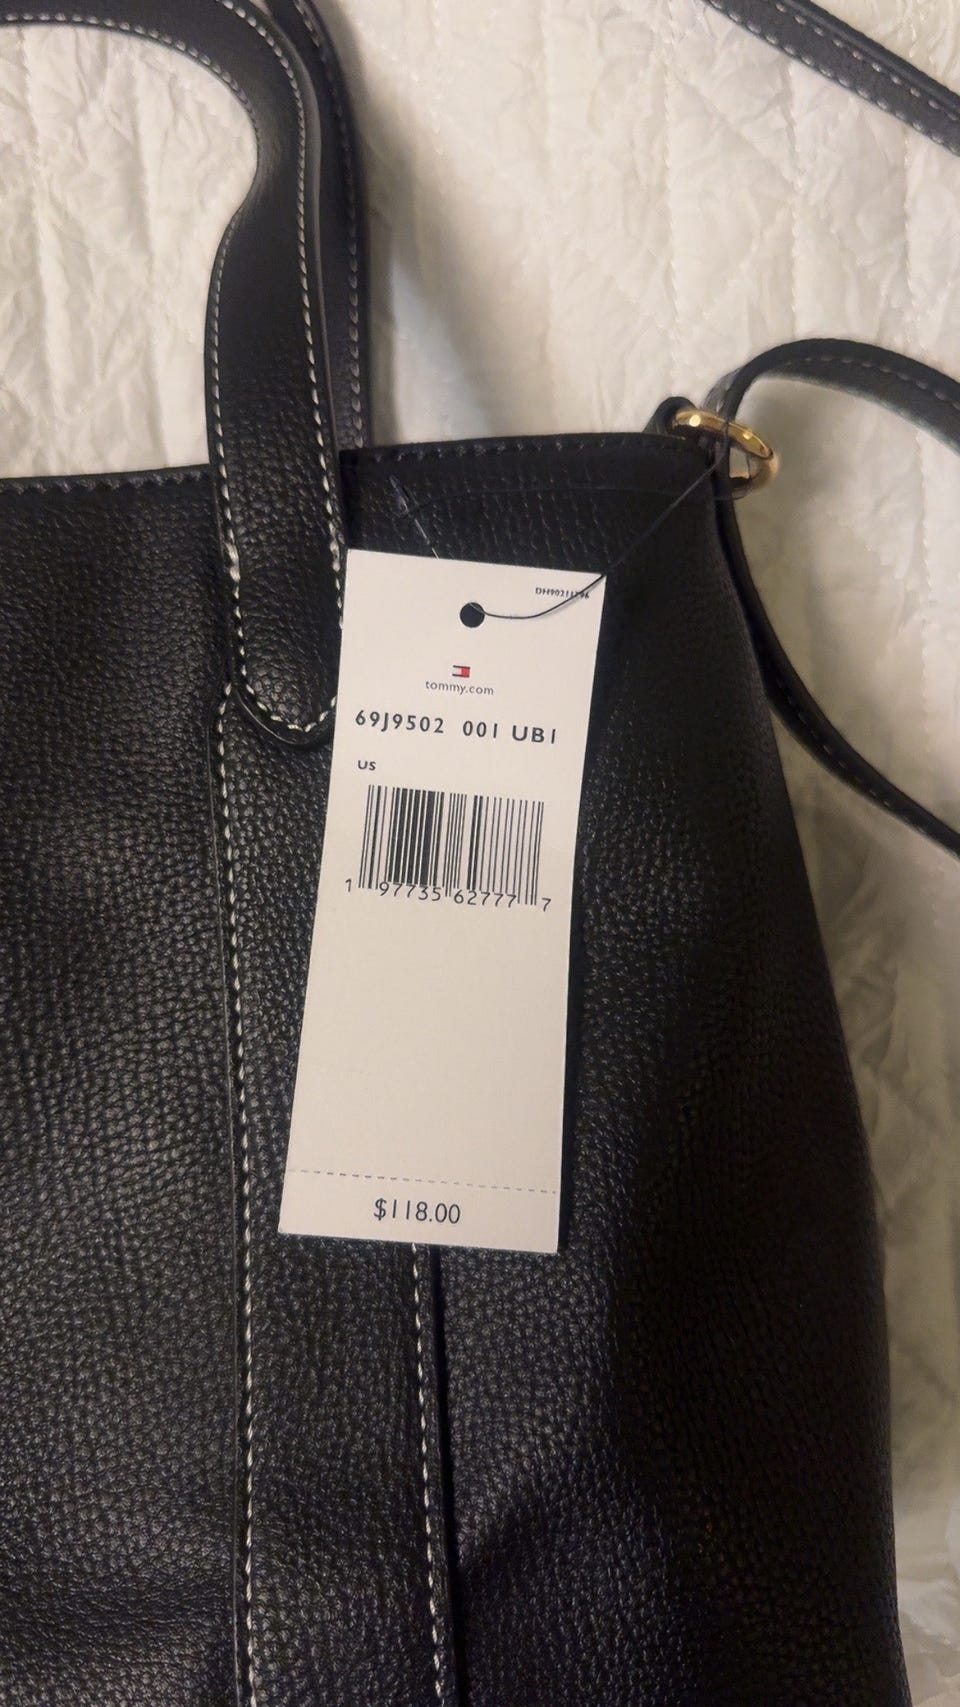 tommy.com
69J9502 001 UB1
US
1 97735 62777 7
$118.00